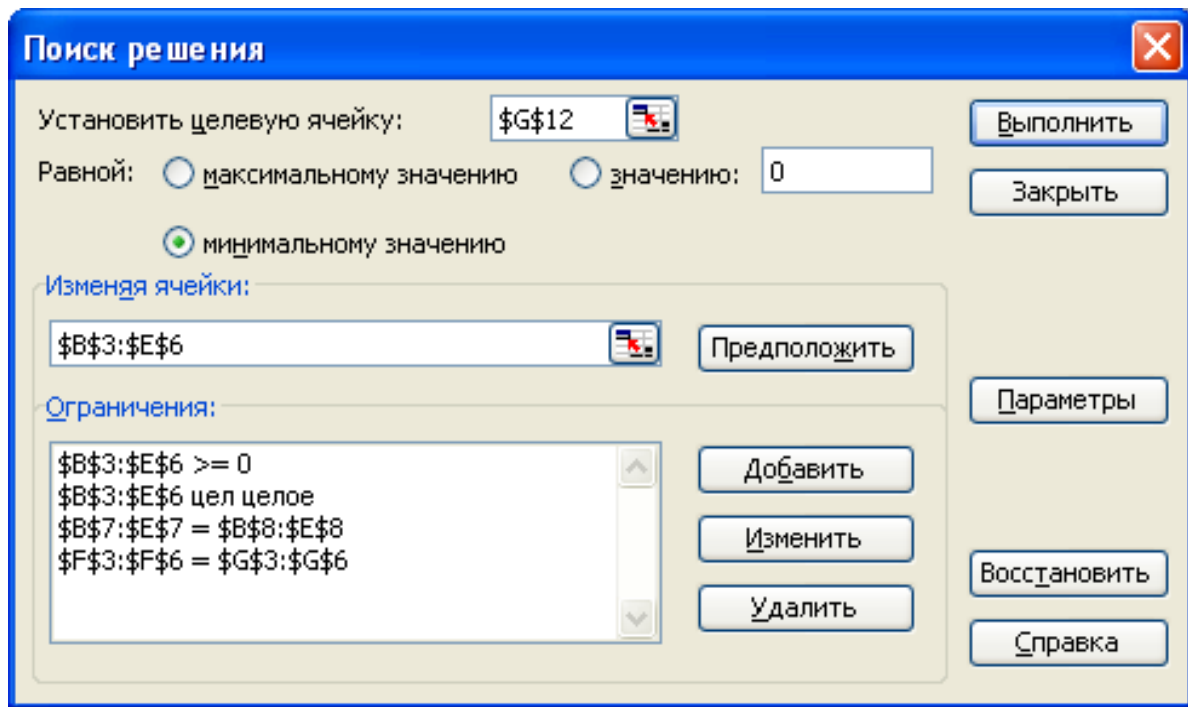 Поиск решения
Установить целевую ячейку: $G$12
Выполнить
Равной: максимальному значению значению: 0
Закрыть
минимальному значению
Изменяя ячейки:
$B$3:$E$6
Предположить
Параметры
Ограничения:
$B$3:$E$6 >= 0
$B$3:$E$6 цел целое
$B$7:$E$7 = $B$8:$E$8
$F$3:$F$6 = $G$3:$G$6
Добавить
Изменить
Удалить
Восстановить
Справка